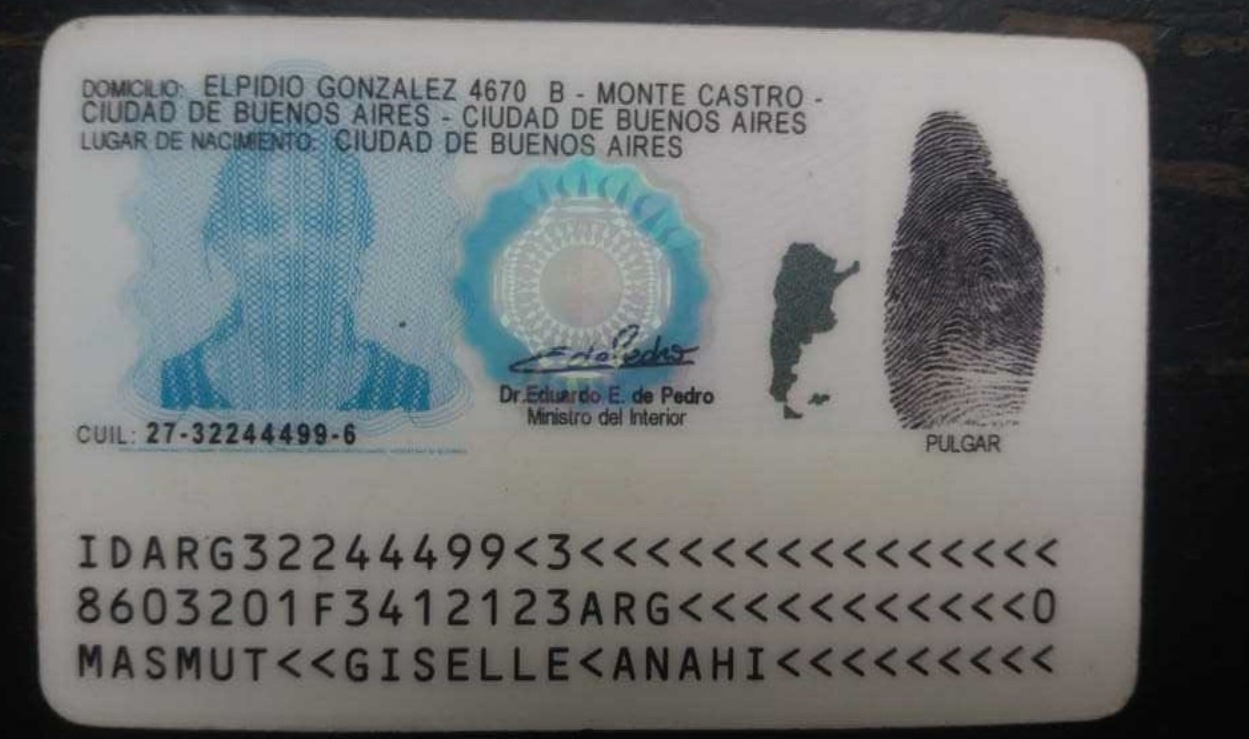 DOMICILIO: ELPIDIO GONZALEZ 4670 B - MONTE CASTRO -
CIUDAD DE BUENOS AIRES - CIUDAD DE BUENOS AIRES
LUGAR DE NACIMIENTO: CIUDAD DE BUENOS AIRES
Dr. Eduardo E. de Pedro
Ministro del Interior
CUIL: 27-32244499-6
PULGAR
IDARG32244499<3<<<<<<<<<<<<<<<
8603201F3412123ARG<<<<<<<<<<<0
MASMUT<<GISELLE<ANAHI<<<<<<<<<